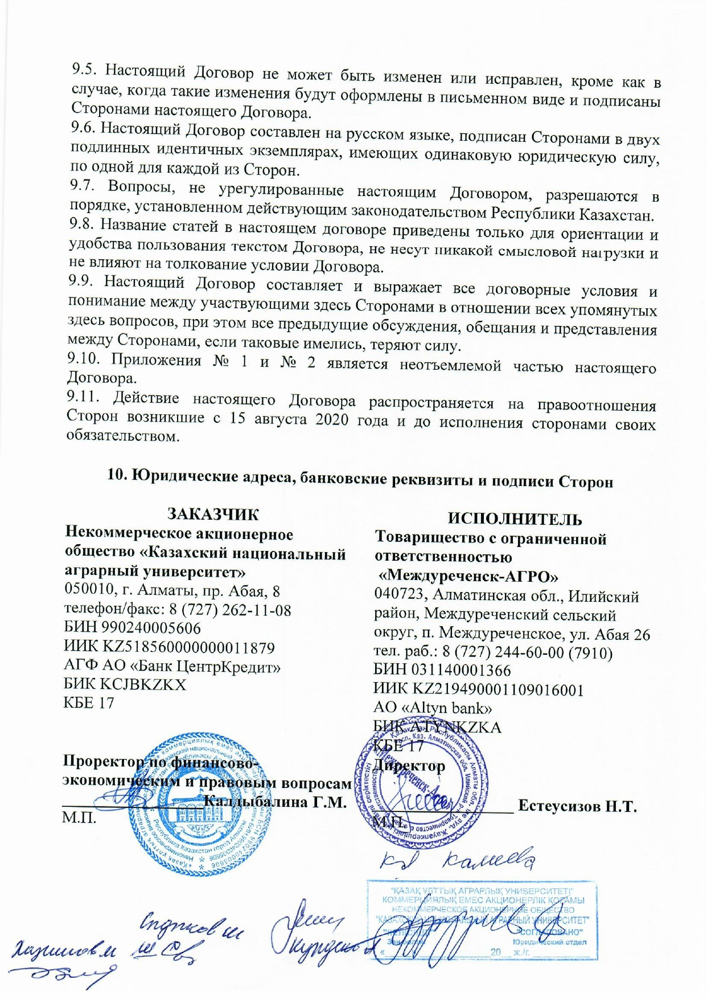 9.5. Настоящий Договор не может быть изменен или исправлен, кроме как в
случае, когда такие изменения будут оформлены в письменном виде и подписаны
Сторонами настоящего Договора.
9.6. Настоящий Договор составлен на русском языке, подписан Сторонами в двух
подлинных идентичных экземплярах, имеющих одинаковую юридическую силу,
по одной для каждой из Сторон.
9.7. Вопросы, не урегулированные настоящим Договором, разрешаются в
порядке, установленном действующим законодательством Республики Казахстан.
9.8. Название статей в настоящем договоре приведены только для ориентации и
удобства пользования текстом Договора, не несут никакой смысловой нагрузки и
не влияют на толкование условии Договора.
9.9. Настоящий Договор составляет и выражает все договорные условия и
понимание между участвующими здесь Сторонами в отношении всех упомянутых
здесь вопросов, при этом все предыдущие обсуждения, обещания и представления
между Сторонами, если таковые имелись, теряют силу.
9.10. Приложения № 1 и № 2 является неотъемлемой частью настоящего
Договора.
9.11. Действие настоящего Договора распространяется на правоотношения
Сторон возникшие с 15 августа 2020 года и до исполнения сторонами своих
обязательством.
10. Юридические адреса, банковские реквизиты и подписи Сторон
ЗАКАЗЧИК
Некоммерческое акционерное
общество «Казахский национальный
аграрный университет»
050010, г. Алматы, пр. Абая, 8
телефон/факс: 8 (727) 262-11-08
БИН 990240005606
ИИК KZ518560000000011879
АГФ АО «Банк ЦентрКредит»
БИК KCJBKZKX
КБЕ 17
Проректор по финансово-
экономическим и правовым вопросам
Калдыбалина Г.М.
М.П.
ИСПОЛНИТЕЛЬ
Товарищество с ограниченной
ответственностью
«Междуреченск-АГРО»
040723, Алматинская обл., Илийский
район, Междуреченский сельский
округ, п. Междуреченское, ул. Абая 26
тел. раб.: 8 (727) 244-60-00 (7910)
БИН 031140001366
ИИК KZ219490001109016001
АО «Altyn bank»
БИК ATYNKZKA
КБЕ 17
Директор
Естеусизов Н.Т.
М.П.
"ҚАЗАҚ ҰЛТТЫҚ АГРАРЛЫҚ УНИВЕРСИТЕТІ"
КОММЕРЦИЯЛЫҚ ЕМЕС АКЦИОНЕРЛІК ҚОҒАМЫ
НЕКОММЕРЧЕСКОЕ АКЦИОНЕРНОЕ ОБЩЕСТВО
"КАЗАХСКИЙ НАЦИОНАЛЬНЫЙ АГРАРНЫЙ УНИВЕРСИТЕТ"
"КЕЛІСІЛДІ" "СОГЛАСОВАНО"
Заң бөлімі Юридический отдел
« » 20 ж./г.